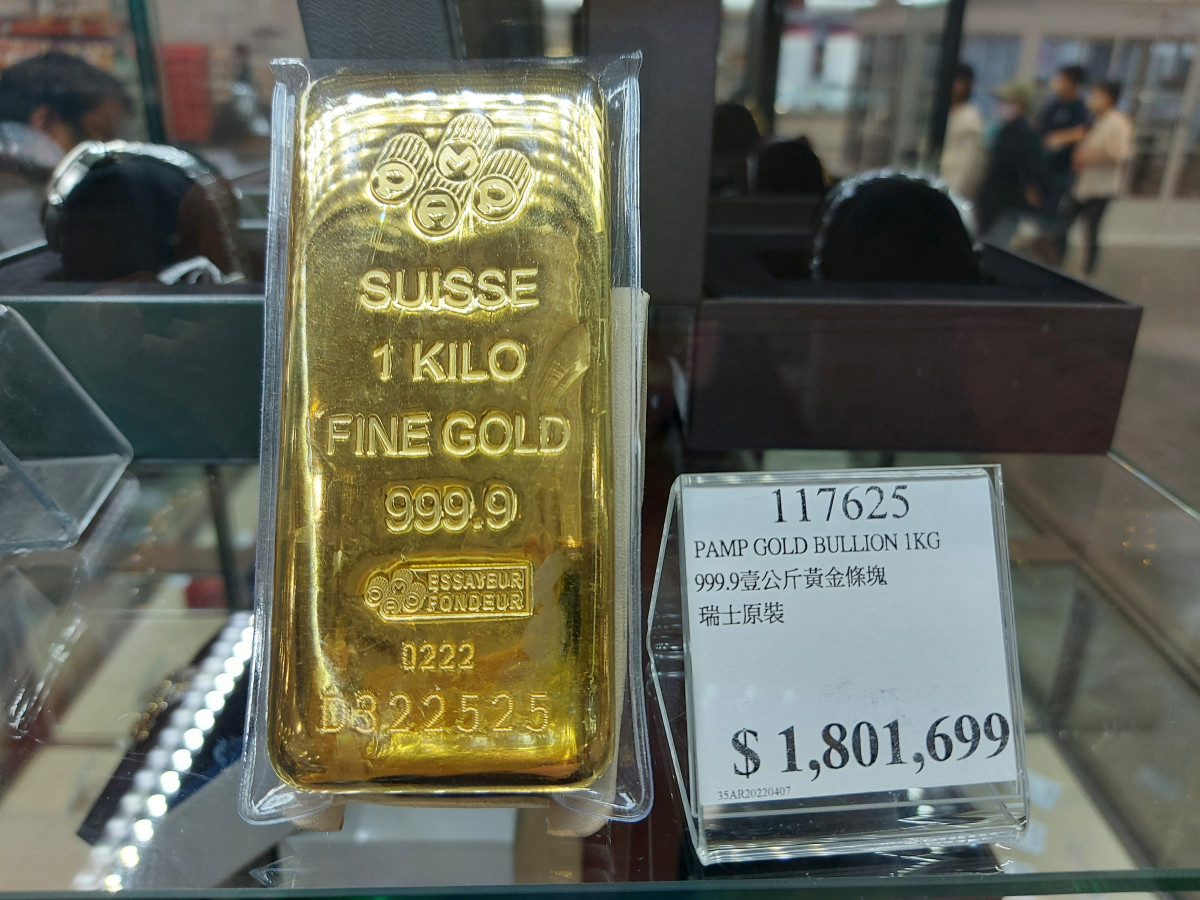 PAMP
SUISSE
1 KILO
FINE GOLD
999.9
PAMP
ESSAYEUR
FONDEUR
0222
D322525
117625
PAMP GOLD BULLION 1KG
999.9壹公斤黃金條塊
瑞士原裝
$ 1,801,699
35AR20220407